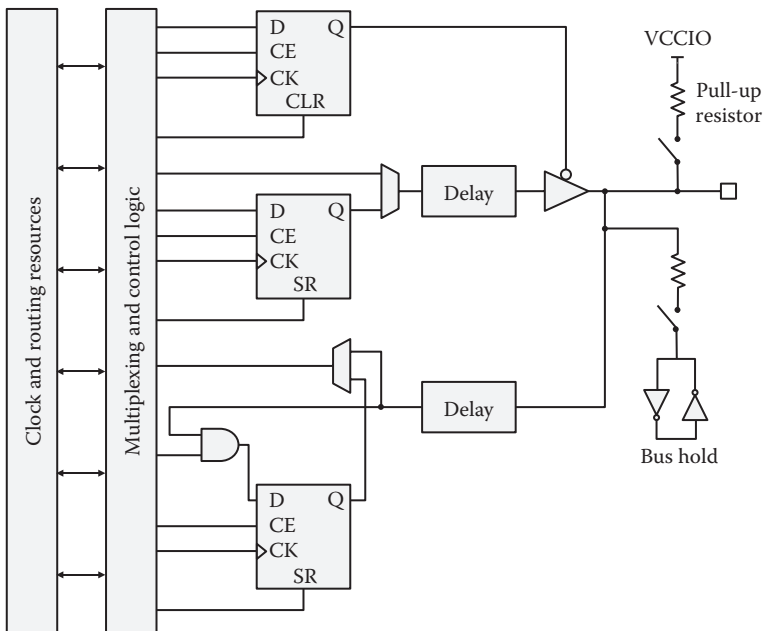 Clock and routing resources
Multiplexing and control logic
D
Q
CE
CK
CLR
VCCIO
Pull-up
resistor
Delay
D
Q
CE
CK
SR
Delay
Bus hold
D
Q
CE
CK
SR